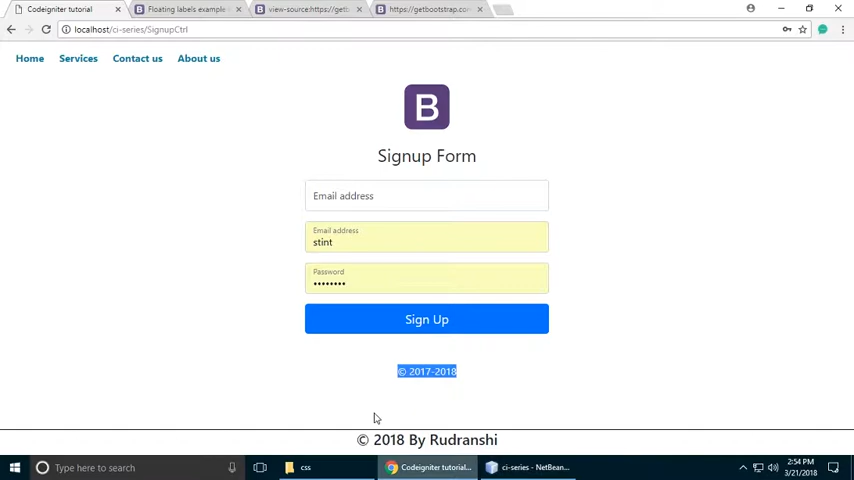 Codeigniter tutorial
Floating labels example
view-source:https://getb
https://getbootstrap.com
localhost/ci-series/SignupCtrl
Home Services Contact us About us
B
Signup Form
Email address
Email address
stint
Password
••••••••
Sign Up
© 2017-2018
© 2018 By Rudranshi
Type here to search
css
Codeigniter tutorial...
ci-series - NetBean...
2:54 PM
3/21/2018